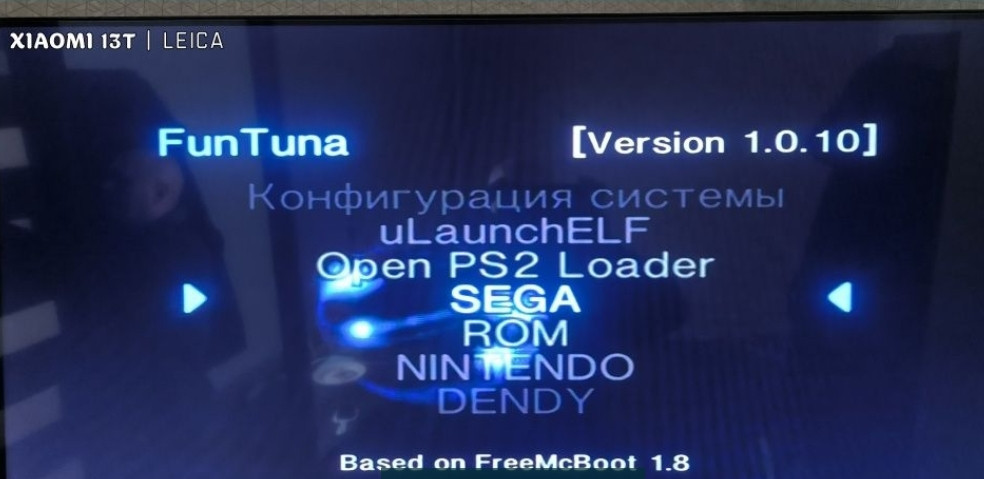 XIAOMI 13T | LEICA
FunTuna [Version 1.0.10]
Конфигурация системы
uLaunchELF
Open PS2 Loader
SEGA
ROM
NINTENDO
DENDY
Based on FreeMcBoot 1.8